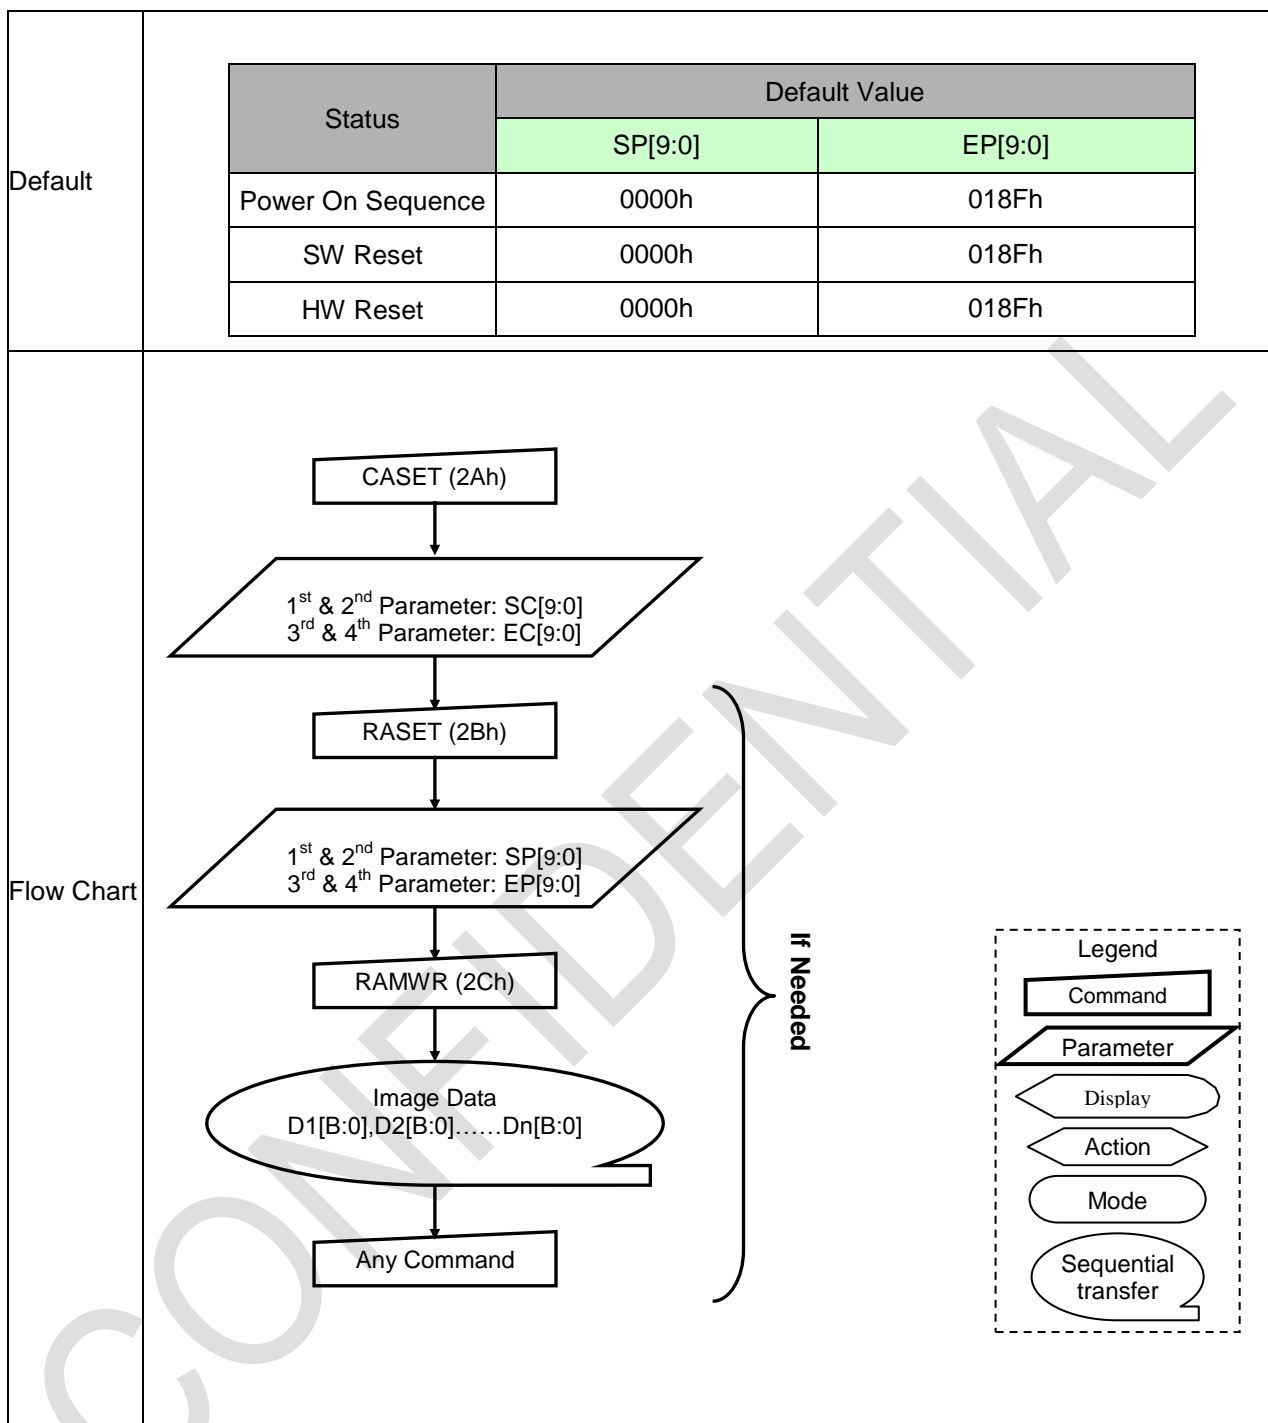 Default
Status
Default Value
SP[9:0]
EP[9:0]
Power On Sequence
0000h
018Fh
SW Reset
0000h
018Fh
HW Reset
0000h
018Fh
Flow Chart
CASET (2Ah)
1st & 2nd Parameter: SC[9:0]
3rd & 4th Parameter: EC[9:0]
RASET (2Bh)
1st & 2nd Parameter: SP[9:0]
3rd & 4th Parameter: EP[9:0]
RAMWR (2Ch)
Image Data
D1[B:0],D2[B:0]……Dn[B:0]
Any Command
If Needed
Legend
Command
Parameter
Display
Action
Mode
Sequential
transfer
CONFIDENTIAL